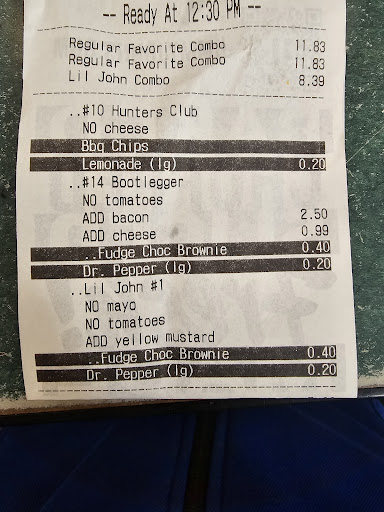 -- Ready At 12:30 PM --
Regular Favorite Combo 11.83
Regular Favorite Combo 11.83
Lil John Combo 8.39
..#10 Hunters Club
NO cheese
Bbq Chips
Lemonade (lg) 0.20
..#14 Bootlegger
NO tomatoes
ADD bacon 2.50
ADD cheese 0.99
..Fudge Choc Brownie 0.40
Dr. Pepper (lg) 0.20
..Lil John #1
NO mayo
NO tomatoes
ADD yellow mustard
..Fudge Choc Brownie 0.40
Dr. Pepper (lg) 0.20